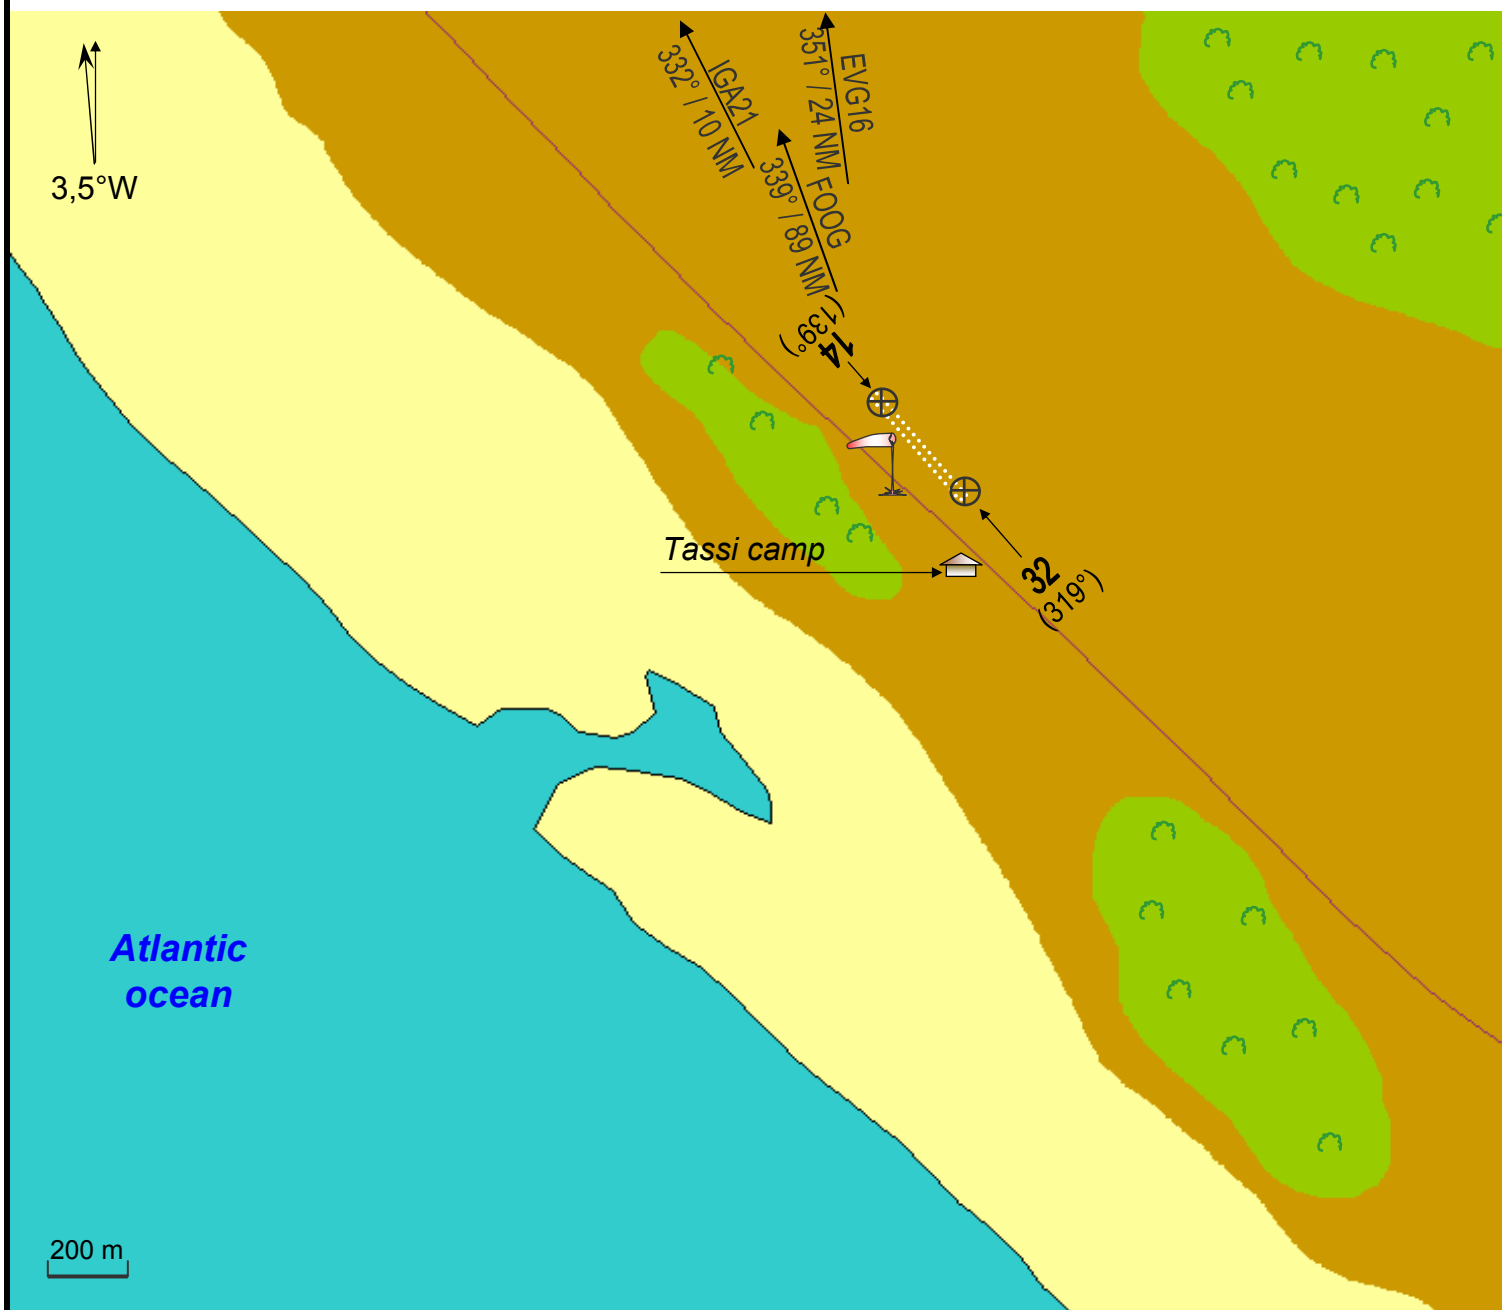 3,5°W
IGA21
332° / 10 NM
EVG16
351° / 24 NM
FOOG
339° / 89 NM
(139°)
14
Tassi camp
32
(319°)
Atlantic
ocean
200 m